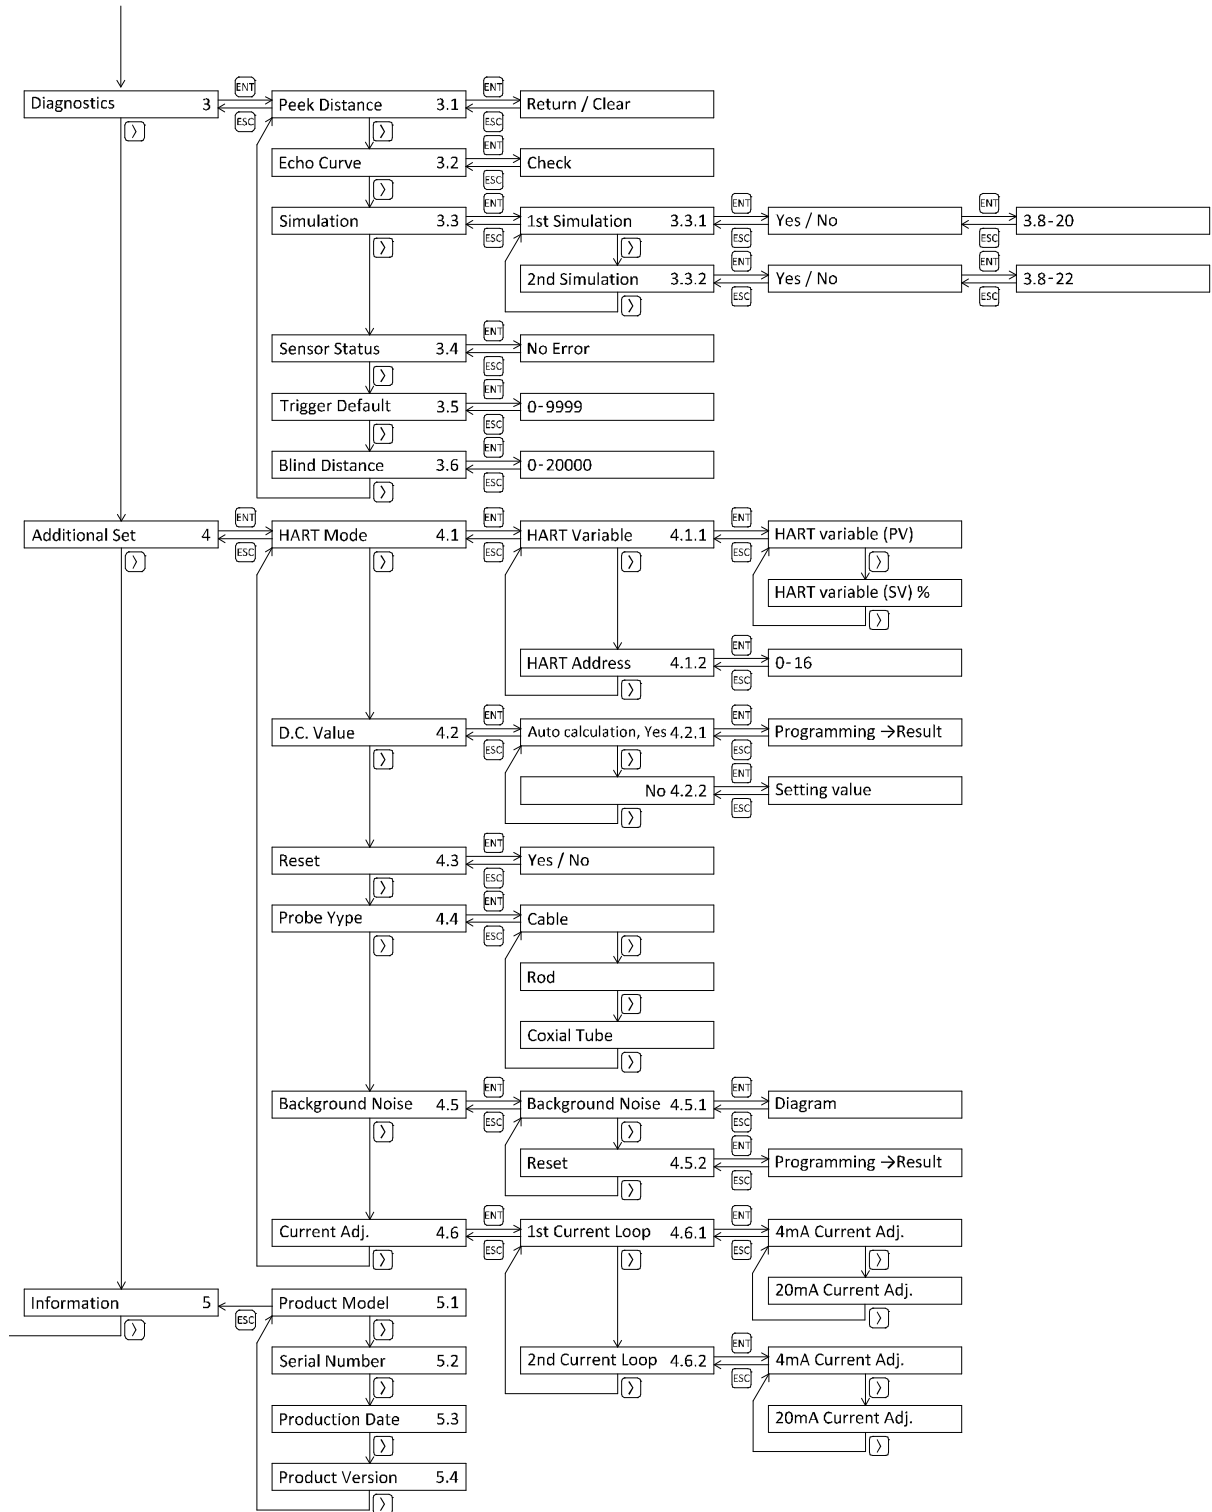 ENT ENT
Diagnostics 3 Peek Distance 3.1 Return / Clear
ESC ESC
> > ENT
Echo Curve 3.2 Check
ESC
> ENT ENT ENT
Simulation 3.3 1st Simulation 3.3.1 Yes / No 3.8-20
ESC ESC ESC
> > ENT ENT
2nd Simulation 3.3.2 Yes / No 3.8-22
ESC ESC
>
ENT
Sensor Status 3.4 No Error
ESC
> ENT
Trigger Default 3.5 0-9999
ESC
> ENT
Blind Distance 3.6 0-20000
ESC
>
ENT ENT ENT
Additional Set 4 HART Mode 4.1 HART Variable 4.1.1 HART variable (PV)
ESC ESC ESC
> > > >
HART variable (SV) %
>
ENT
HART Address 4.1.2 0-16
ESC
>
ENT ENT
D.C. Value 4.2 Auto calculation, Yes 4.2.1 Programming →Result
ESC ESC
> > ENT
No 4.2.2 Setting value
ESC
>
ENT
Reset 4.3 Yes / No
ESC
> ENT
Probe Yype 4.4 Cable
ESC
> >
Rod
>
Coxial Tube
>
ENT ENT
Background Noise 4.5 Background Noise 4.5.1 Diagram
ESC ESC
> > ENT
Reset 4.5.2 Programming →Result
ESC
>
ENT ENT
Current Adj. 4.6 1st Current Loop 4.6.1 4mA Current Adj.
ESC ESC
> > >
20mA Current Adj.
>
Information 5 Product Model 5.1
ESC
> >
ENT
Serial Number 5.2 2nd Current Loop 4.6.2 4mA Current Adj.
ESC
> > >
Production Date 5.3 20mA Current Adj.
> >
Product Version 5.4
>